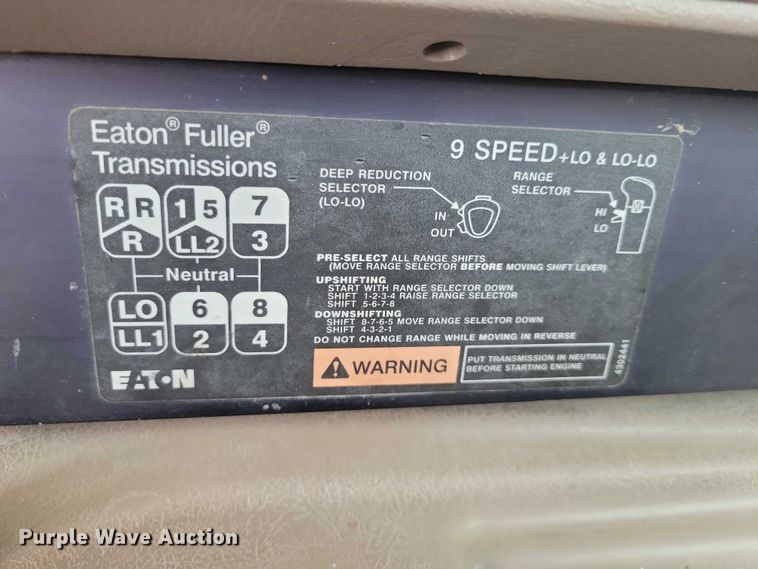 Eaton® Fuller®
Transmissions
9 SPEED +LO & LO-LO
R R 1 5 7
R LL2 3
Neutral
LO 6 8
LL1 2 4
EATON
DEEP REDUCTION
SELECTOR
(LO-LO)
IN
OUT
RANGE
SELECTOR
HI
LO
PRE-SELECT ALL RANGE SHIFTS
(MOVE RANGE SELECTOR BEFORE MOVING SHIFT LEVER)
UPSHIFTING
START WITH RANGE SELECTOR DOWN
SHIFT 1-2-3-4 RAISE RANGE SELECTOR
SHIFT 5-6-7-8
DOWNSHIFTING
SHIFT 8-7-6-5 MOVE RANGE SELECTOR DOWN
SHIFT 4-3-2-1
DO NOT CHANGE RANGE WHILE MOVING IN REVERSE
WARNING
PUT TRANSMISSION IN NEUTRAL
BEFORE STARTING ENGINE
4302441
Purple Wave Auction